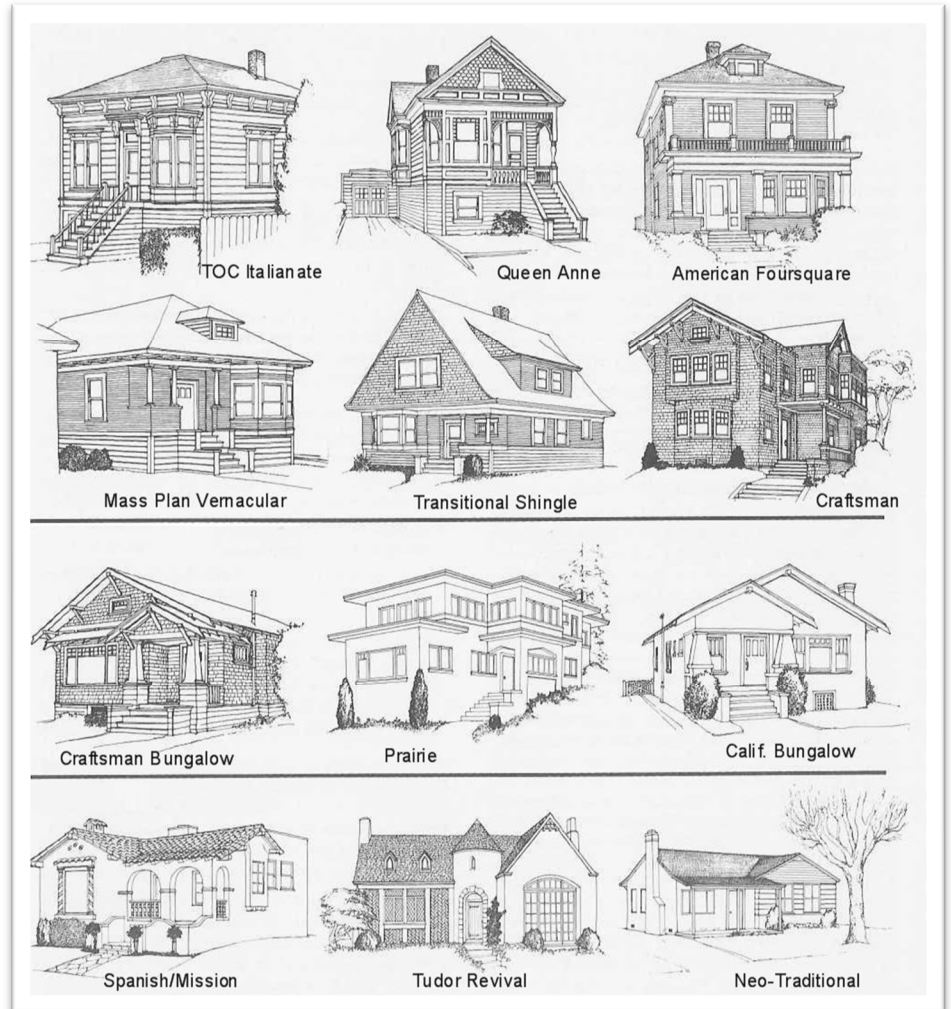 TOC Italianate
Queen Anne
American Foursquare
Mass Plan Vernacular
Transitional Shingle
Craftsman
Craftsman Bungalow
Prairie
Calif. Bungalow
Spanish/Mission
Tudor Revival
Neo-Traditional